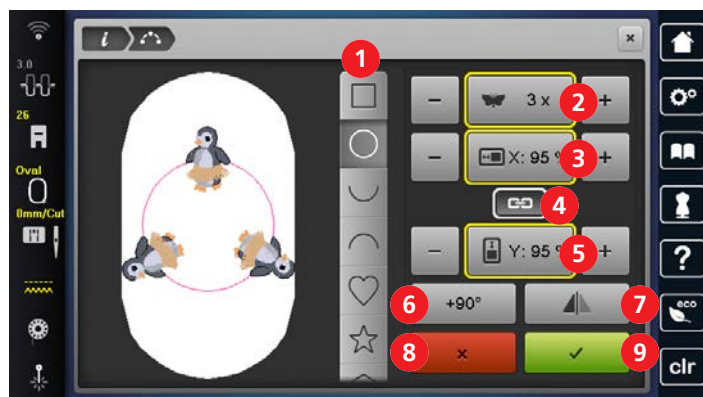 i
1
3.0
26
Oval
0mm/Cut
- 3 x 2 +
- X: 95 % 3 +
4
- Y: 95 % 5 +
6 +90° 7
8 × ✓ 9
?
eco
clr